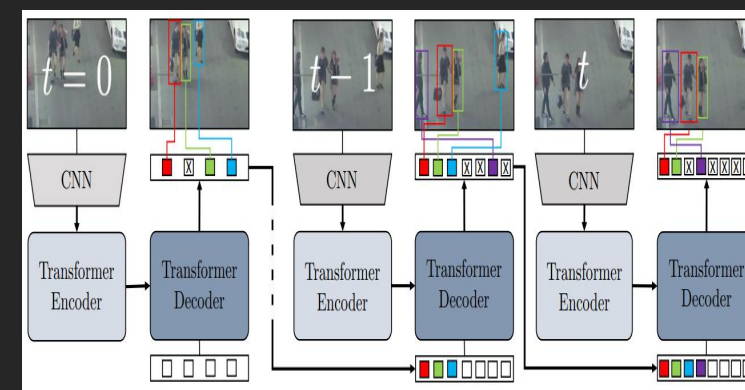 t = 0
t − 1
t
CNN
CNN
CNN
X
X X X
X X X X
Transformer
Encoder
Transformer
Decoder
Transformer
Encoder
Transformer
Decoder
Transformer
Encoder
Transformer
Decoder